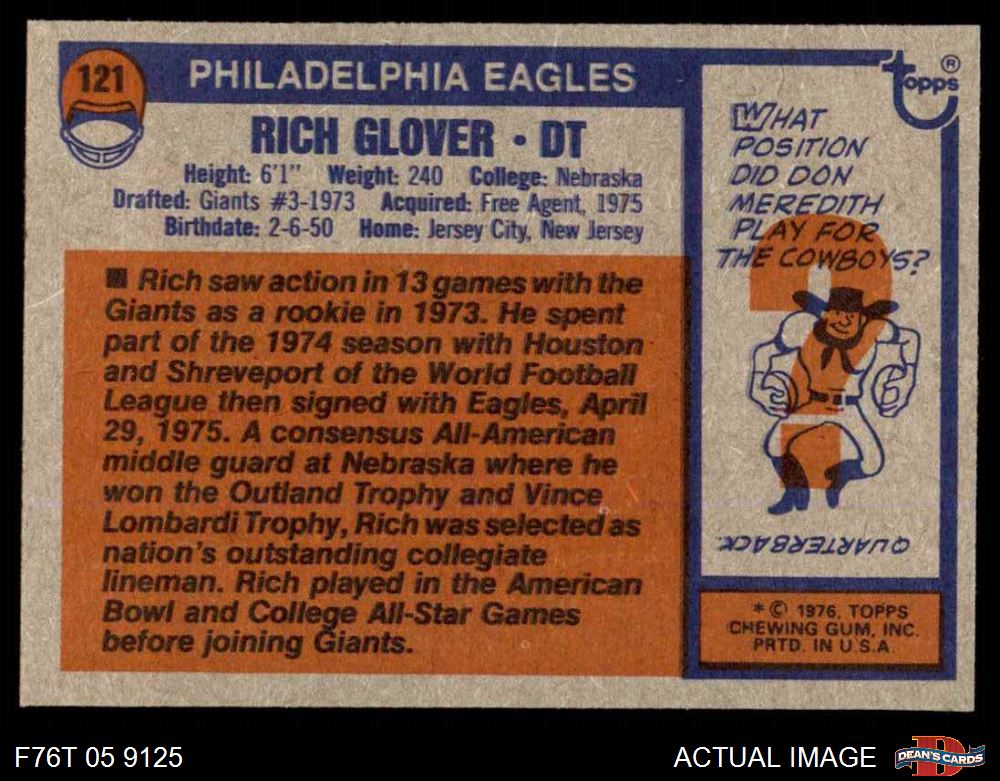 121
PHILADELPHIA EAGLES
RICH GLOVER • DT
Height: 6'1" Weight: 240 College: Nebraska
Drafted: Giants #3-1973 Acquired: Free Agent, 1975
Birthdate: 2-6-50 Home: Jersey City, New Jersey
Rich saw action in 13 games with the
Giants as a rookie in 1973. He spent
part of the 1974 season with Houston
and Shreveport of the World Football
League then signed with Eagles, April
29, 1975. A consensus All-American
middle guard at Nebraska where he
won the Outland Trophy and Vince
Lombardi Trophy, Rich was selected as
nation's outstanding collegiate
lineman. Rich played in the American
Bowl and College All-Star Games
before joining Giants.
topps ®
WHAT
POSITION
DID DON
MEREDITH
PLAY FOR
THE COWBOYS?
?
QUARTERBACK.
* © 1976, TOPPS
CHEWING GUM, INC.
PRTD. IN U.S.A.
F76T 05 9125
ACTUAL IMAGE
D
DEAN'S CARDS